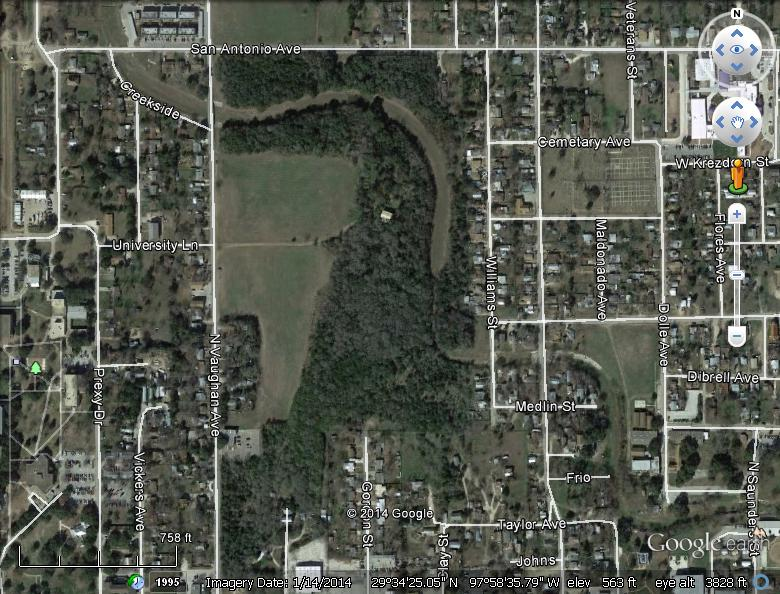 Veterans St
N
San Antonio Ave
Creekside
Cemetary Ave
W Krezdorn St
University Ln
Williams St
Maldonado Ave
Flores Ave
N Vaughan Ave
Dolle Ave
Prexy Dr
Dibrell Ave
Medlin St
Vickers Ave
Frio
N Saunders St
Gordon St
© 2014 Google
Clay St
Taylor Ave
758 ft
Google earth
Johns
1995
Imagery Date: 1/14/2014 29°34'25.05" N 97°58'35.79" W elev 563 ft eye alt 3828 ft